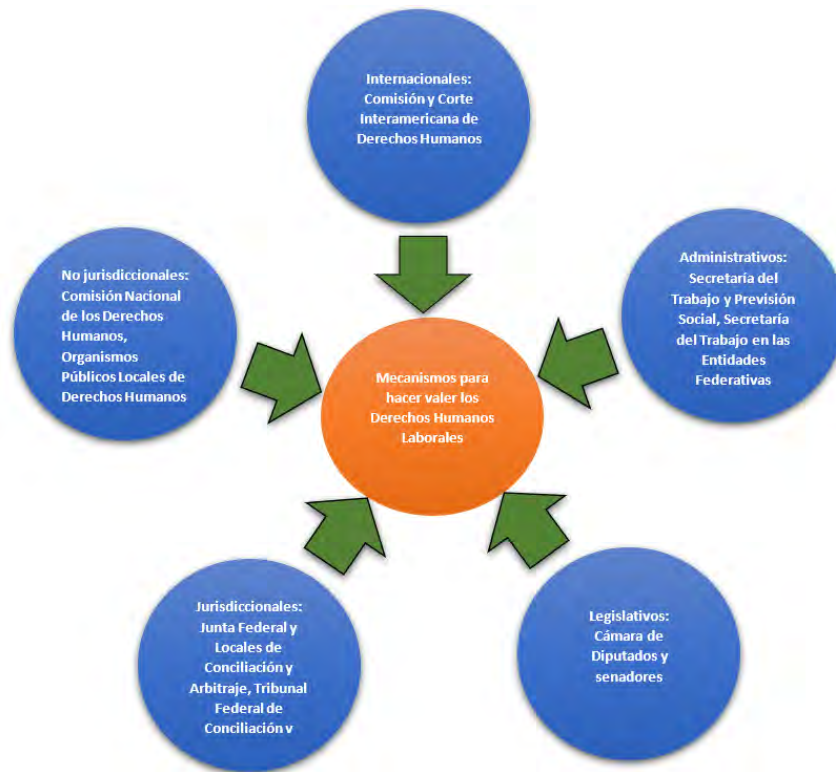 Internacionales:
Comisión y Corte
Interamericana de
Derechos Humanos
No jurisdiccionales:
Comisión Nacional
de los Derechos
Humanos,
Organismos
Públicos Locales de
Derechos Humanos
Administrativos:
Secretaría del
Trabajo y Previsión
Social, Secretaría
del Trabajo en las
Entidades
Federativas
Mecanismos para
hacer valer los
Derechos Humanos
Laborales
Jurisdiccionales:
Junta Federal y
Locales de
Conciliación y
Arbitraje, Tribunal
Federal de
Conciliación
Legislativos:
Cámara de
Diputados y
senadores